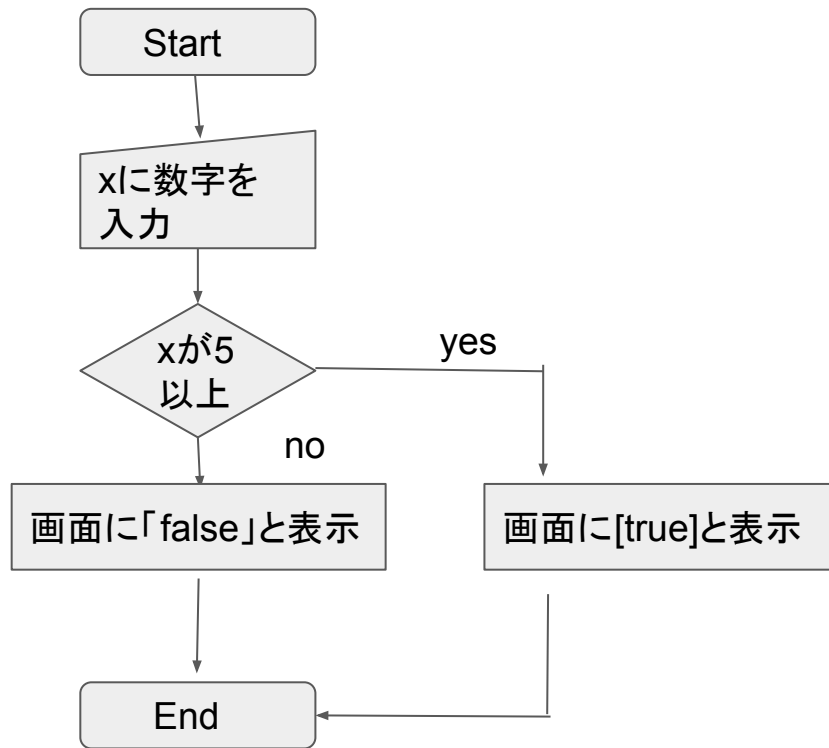 Start
xに数字を
入力
xが5
以上
yes
no
画面に「false」と表示
画面に[true]と表示
End